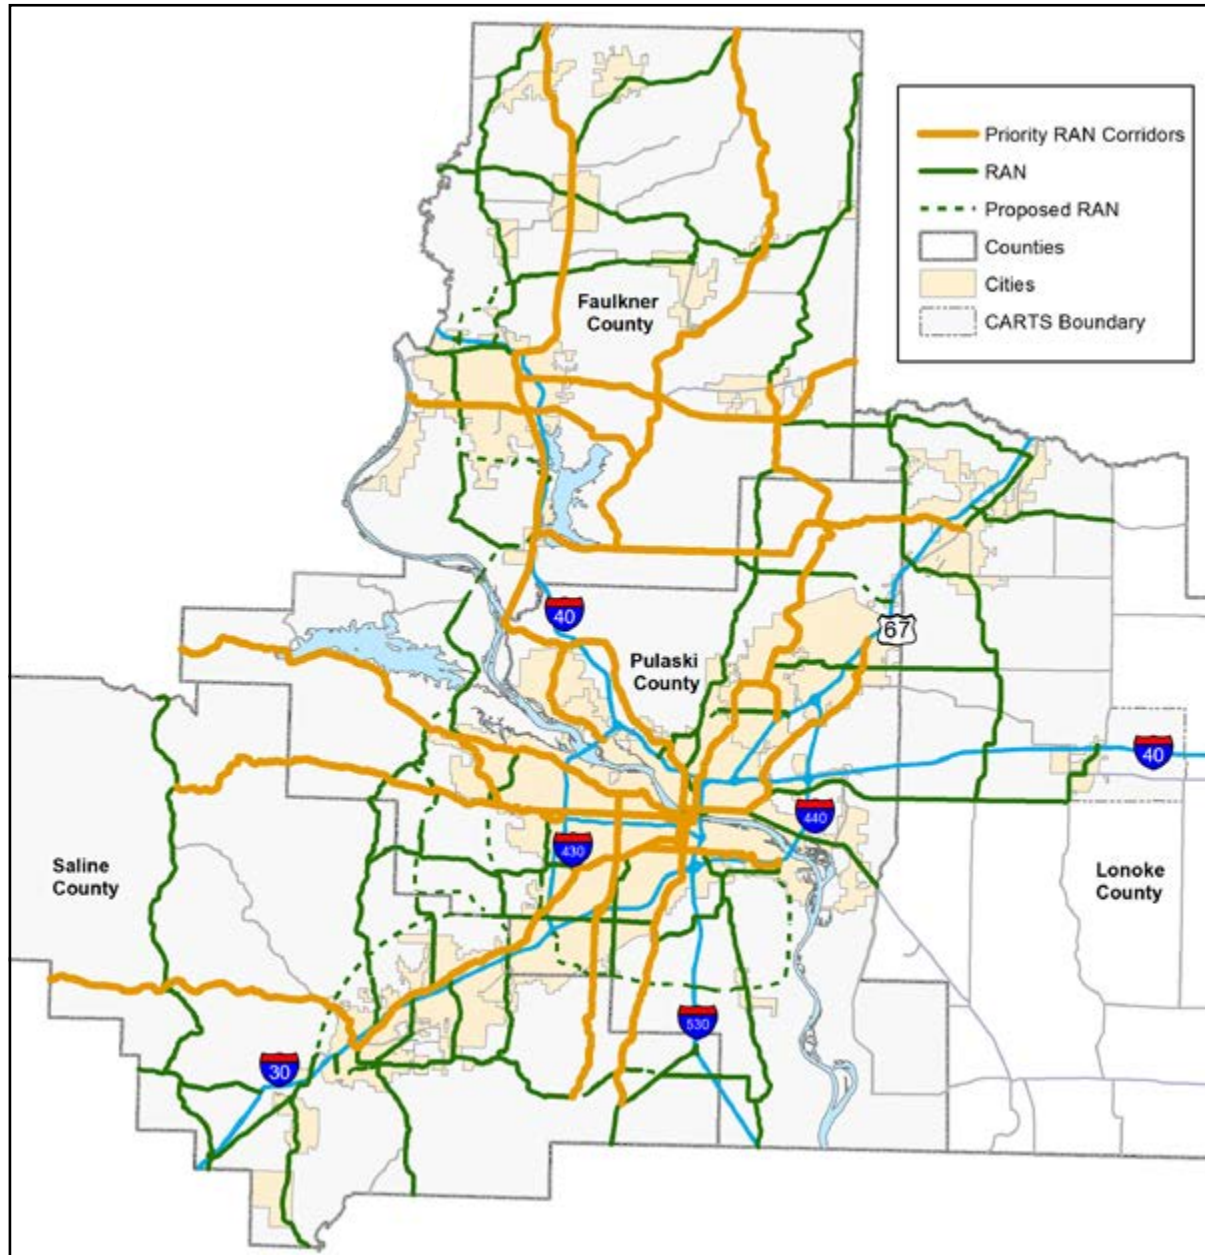 Priority RAN Corridors
RAN
Proposed RAN
Counties
Cities
CARTS Boundary
Faulkner
County
40
67
Pulaski
County
40
440
430
Saline
County
Lonoke
County
530
30